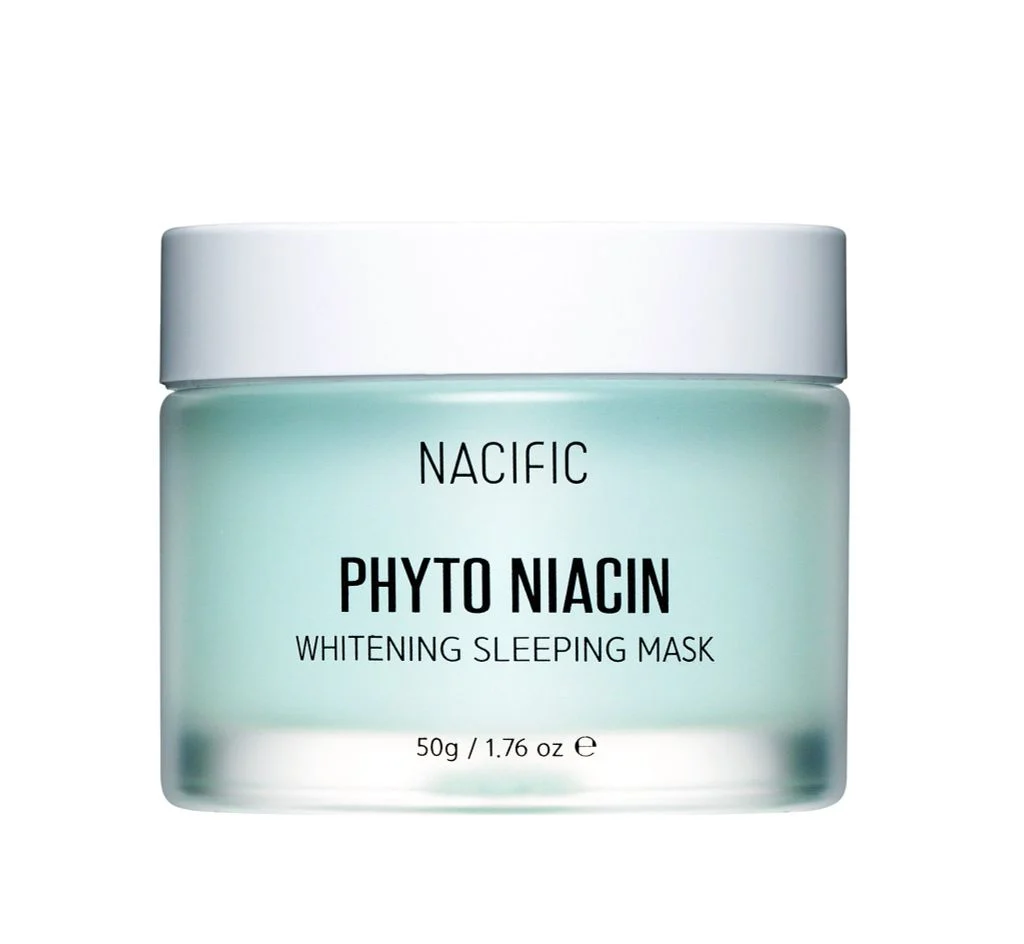 NACIFIC
PHYTO NIACIN
WHITENING SLEEPING MASK
50g / 1.76 oz ℮